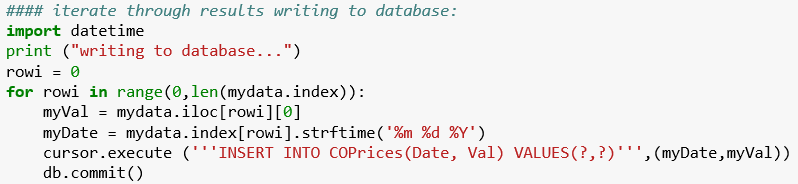 #### iterate through results writing to database:
import datetime
print ("writing to database...")
rowi = 0
for rowi in range(0,len(mydata.index)):
    myVal = mydata.iloc[rowi][0]
    myDate = mydata.index[rowi].strftime('%m %d %Y')
    cursor.execute ('''INSERT INTO COPrices(Date, Val) VALUES(?,?)''',(myDate,myVal))
    db.commit()